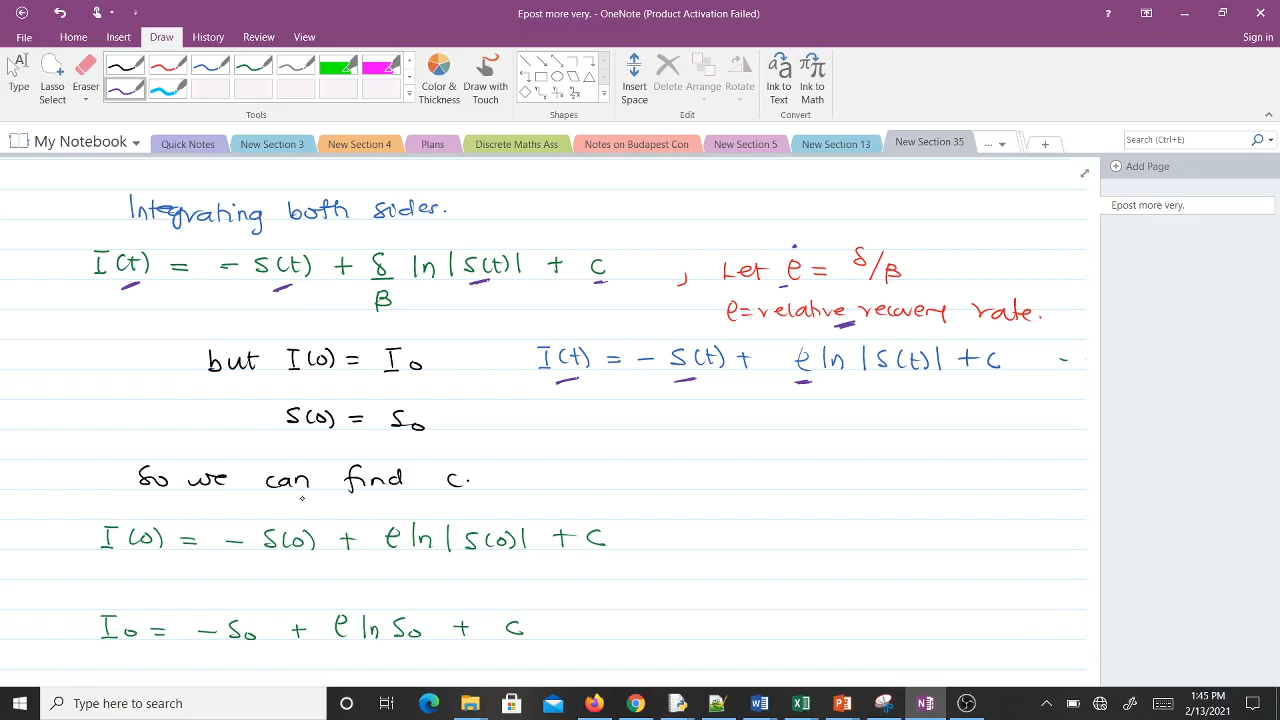 Epost more very. - OneNote (Product Activation Failed)
File Home Insert Draw History Review View Sign in
Type Lasso Select Eraser Color & Thickness Draw with Touch Insert Space Delete Arrange Rotate Ink to Text Ink to Math
Tools Shapes Edit Convert
My Notebook Quick Notes New Section 3 New Section 4 Plans Discrete Maths Ass Notes on Budapest Con New Section 5 New Section 13 New Section 35 ... Search (Ctrl+E)
Add Page
Epost more very.
Integrating both sides.
I(t) = - S(t) + δ/β ln |S(t)| + c , Let ρ = δ/β
ρ = relative recovery rate.
but I(0) = I₀ I(t) = - S(t) + ρ ln |S(t)| + c -
S(0) = S₀
So we can find c.
I(0) = - S(0) + ρ ln |S(0)| + c
I₀ = - S₀ + ρ ln S₀ + c
Type here to search
1:45 PM
2/13/2021